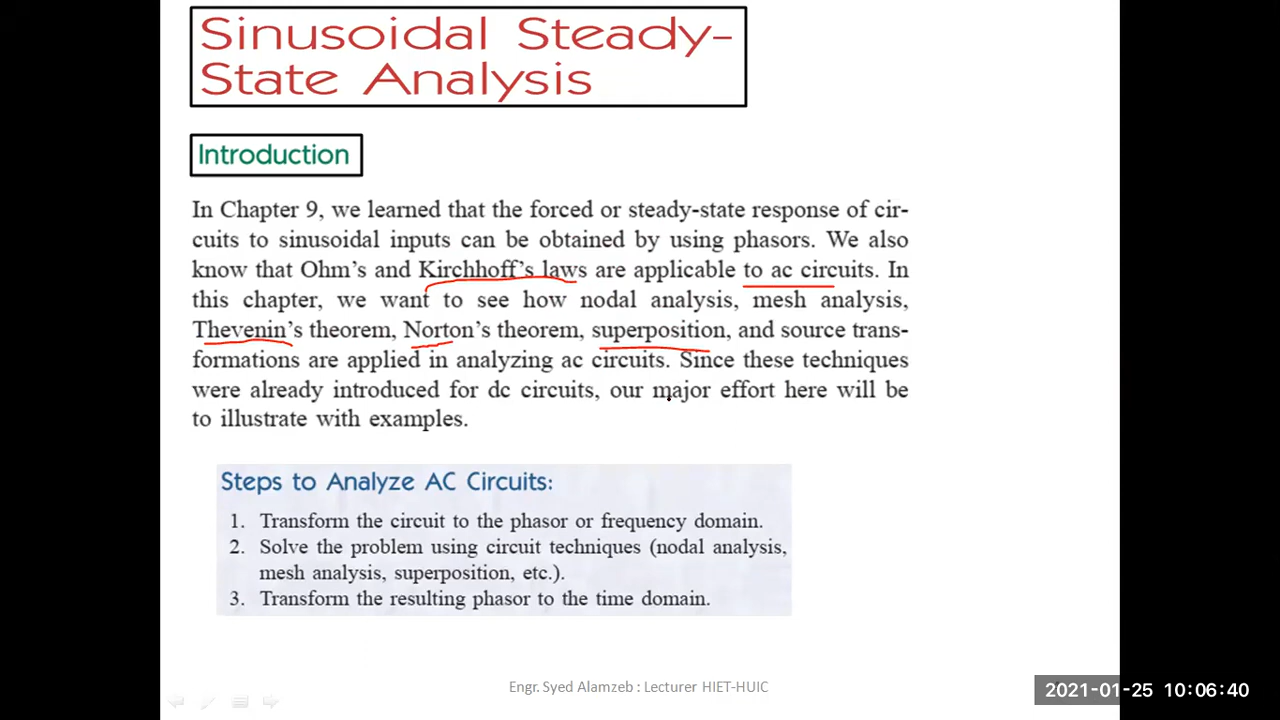 Sinusoidal Steady-
State Analysis
Introduction
In Chapter 9, we learned that the forced or steady-state response of cir-
cuits to sinusoidal inputs can be obtained by using phasors. We also
know that Ohm's and Kirchhoff's laws are applicable to ac circuits. In
this chapter, we want to see how nodal analysis, mesh analysis,
Thevenin's theorem, Norton's theorem, superposition, and source trans-
formations are applied in analyzing ac circuits. Since these techniques
were already introduced for dc circuits, our major effort here will be
to illustrate with examples.
Steps to Analyze AC Circuits:
1. Transform the circuit to the phasor or frequency domain.
2. Solve the problem using circuit techniques (nodal analysis,
mesh analysis, superposition, etc.).
3. Transform the resulting phasor to the time domain.
Engr. Syed Alamzeb : Lecturer HIET-HUIC
2021-01-25 10:06:40